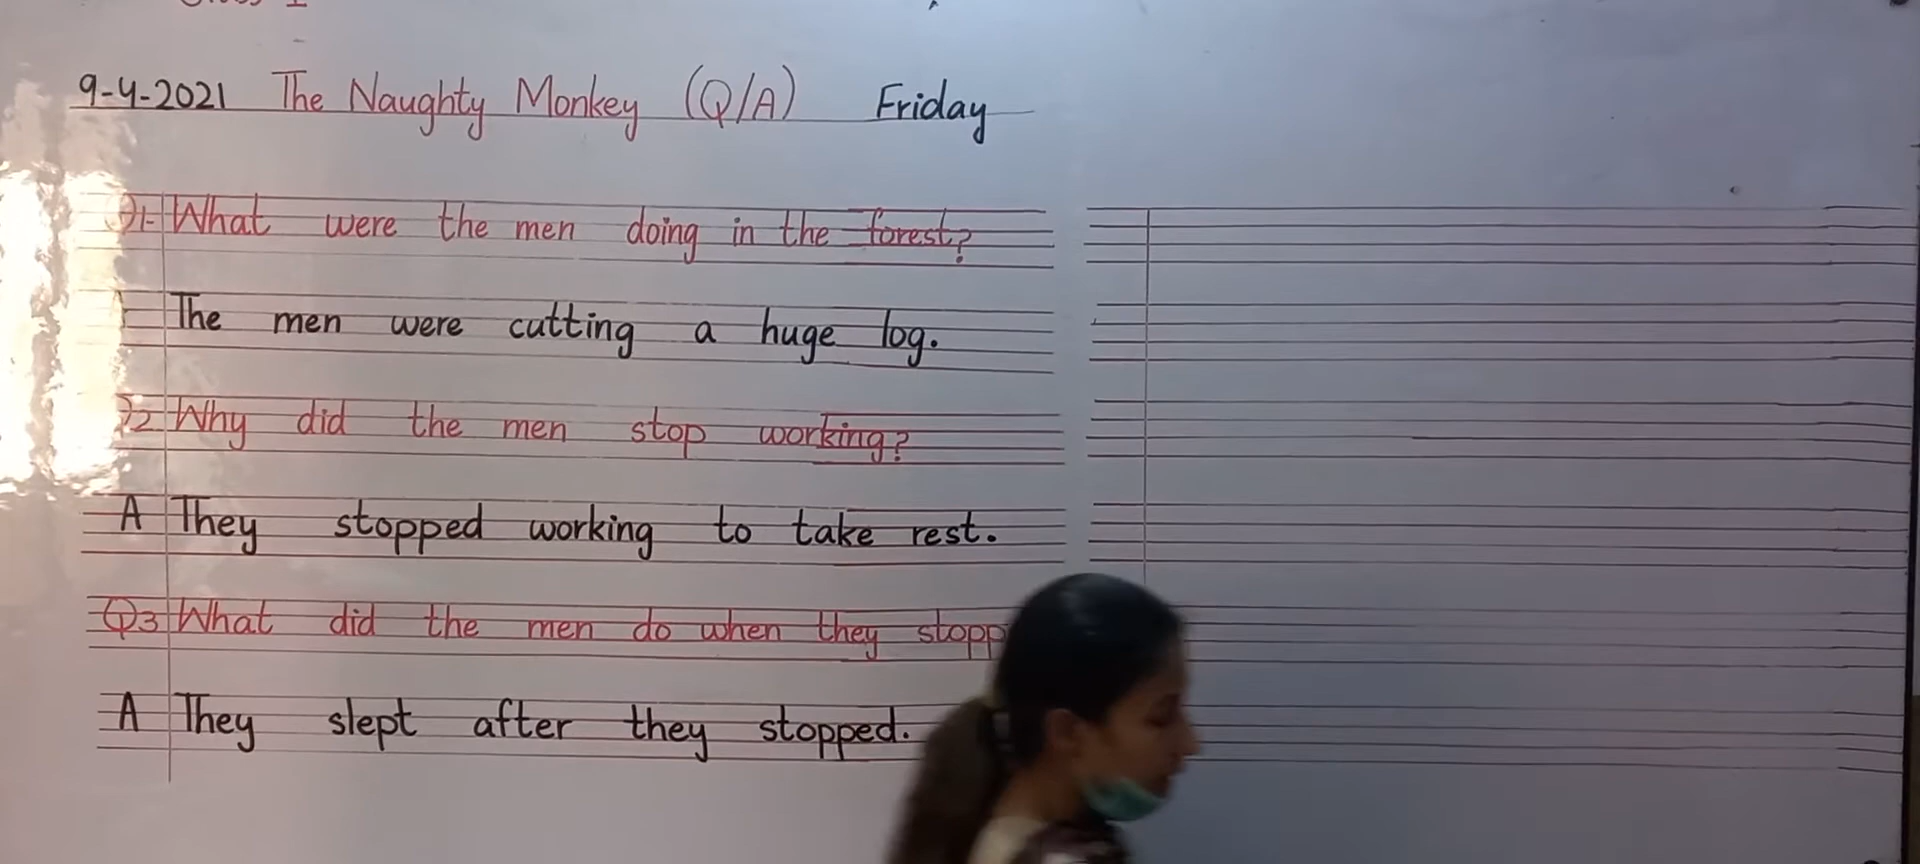 9-4-2021 The Naughty Monkey (Q/A) Friday
Q1- What were the men doing in the forest?
The men were cutting a huge log.
Q2 Why did the men stop working?
A They stopped working to take rest.
Q3 What did the men do when they stopp
A They slept after they stopped.